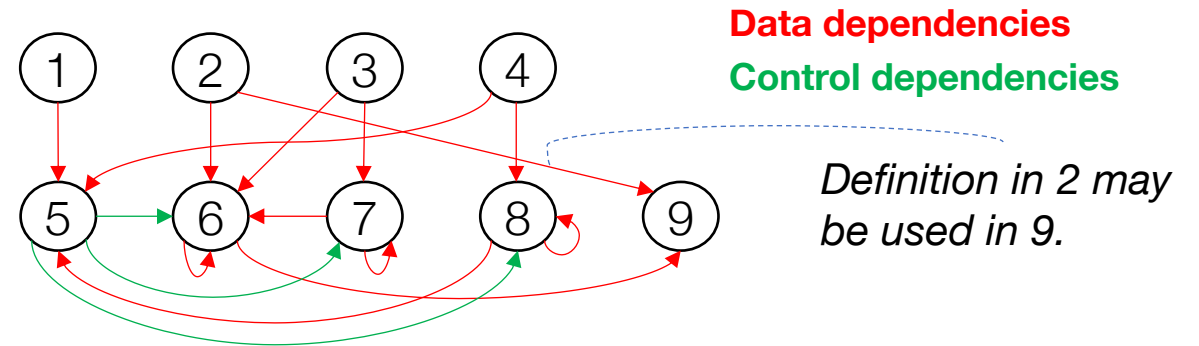 Data dependencies
Control dependencies
1 2 3 4
Definition in 2 may
be used in 9.
5 6 7 8 9